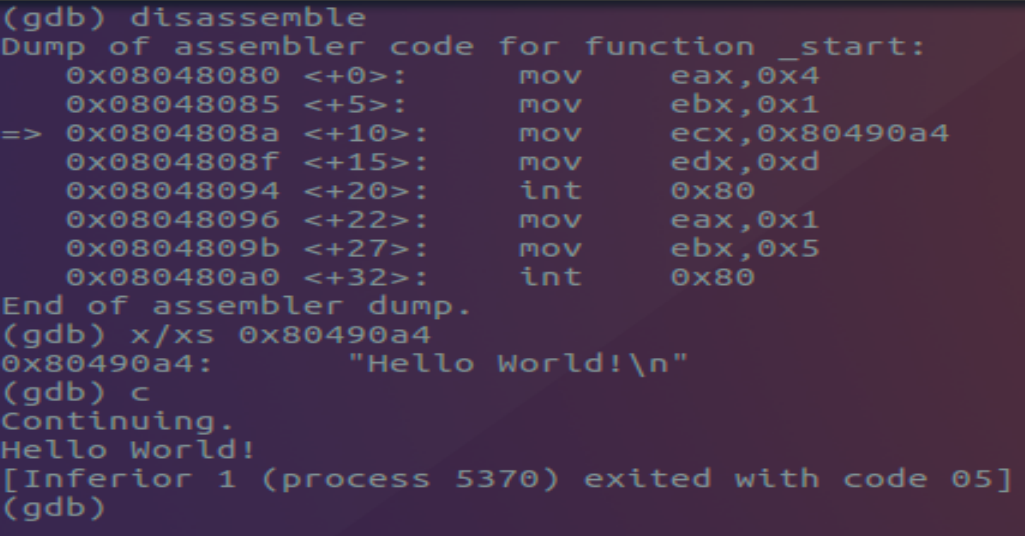 (gdb) disassemble
Dump of assembler code for function _start:
   0x08048080 <+0>:     mov    eax,0x4
   0x08048085 <+5>:     mov    ebx,0x1
=> 0x0804808a <+10>:    mov    ecx,0x80490a4
   0x0804808f <+15>:    mov    edx,0xd
   0x08048094 <+20>:    int    0x80
   0x08048096 <+22>:    mov    eax,0x1
   0x0804809b <+27>:    mov    ebx,0x5
   0x080480a0 <+32>:    int    0x80
End of assembler dump.
(gdb) x/xs 0x80490a4
0x80490a4:      "Hello World!\n"
(gdb) c
Continuing.
Hello World!
[Inferior 1 (process 5370) exited with code 05]
(gdb)